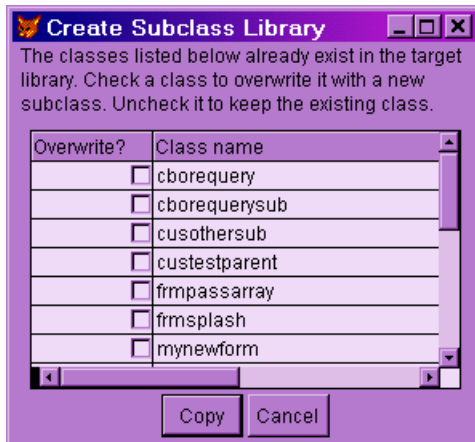 Create Subclass Library
The classes listed below already exist in the target
library. Check a class to overwrite it with a new
subclass. Uncheck it to keep the existing class.
Overwrite? Class name
cborequery
cborequerysub
cusothersub
custestparent
frmpassarray
frmsplash
mynewform
Copy Cancel